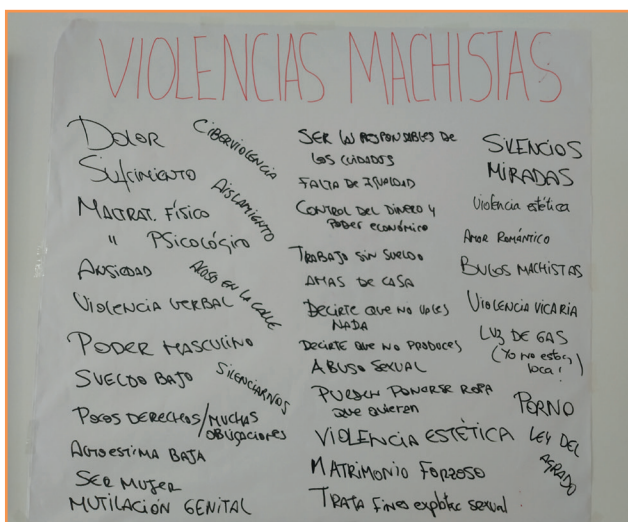 VIOLENCIAS MACHISTAS
DOLOR
CIBERVIOLENCIA
Sufrimiento
AISLAMIENTO
MALTRAT. FÍSICO
" PSICOLÓGICO
ANSIEDAD
ACOSO EN LA CALLE
VIOLENCIA VERBAL
PODER MASCULINO
SUELDO BAJO
SILENCIARNOS
POCOS DERECHOS/MUCHAS
OBLIGACIONES
AUTOESTIMA BAJA
SER MUJER
MUTILACIÓN GENITAL
SER RESPONSABLES DE
LOS CUIDADOS
FALTA DE IGUALDAD
CONTROL DEL DINERO Y
PODER ECONÓMICO
TRABAJO SIN SUELDO
AMAS DE CASA
DECIRTE QUE NO VALES
NADA
DECIRTE QUE NO PRODUCES
ABUSO SEXUAL
PONERSE ROPA
QUE QUIEREN
VIOLENCIA ESTÉTICA
MATRIMONIO FORZOSO
TRATA FINES explotac sexual
SILENCIOS
MIRADAS
Violencia estética
AMOR ROMÁNTICO
BULOS MACHISTAS
VIOLENCIA VICARIA
LUZ DE GAS
(Yo no estoy
loca!)
PORNO
LEY DEL
AGRADO